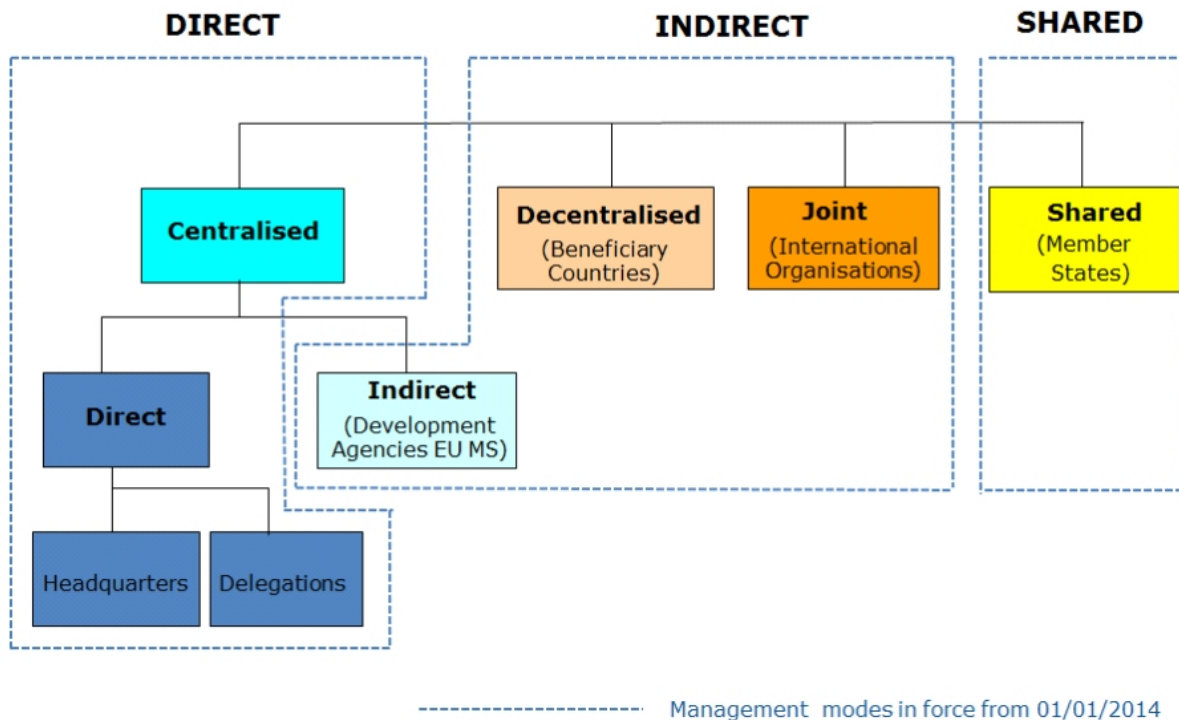 DIRECT
INDIRECT
SHARED
Centralised
Decentralised
(Beneficiary
Countries)
Joint
(International
Organisations)
Shared
(Member
States)
Direct
Indirect
(Development
Agencies EU MS)
Headquarters
Delegations
Management modes in force from 01/01/2014